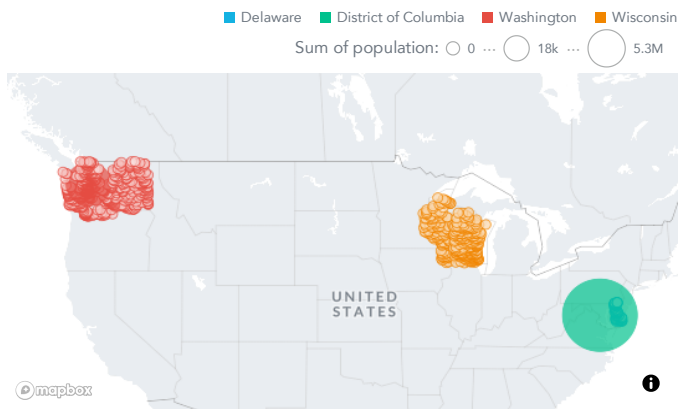 Delaware District of Columbia Washington Wisconsin
Sum of population: 0 ... 18k ... 5.3M
UNITED
STATES
mapbox
i